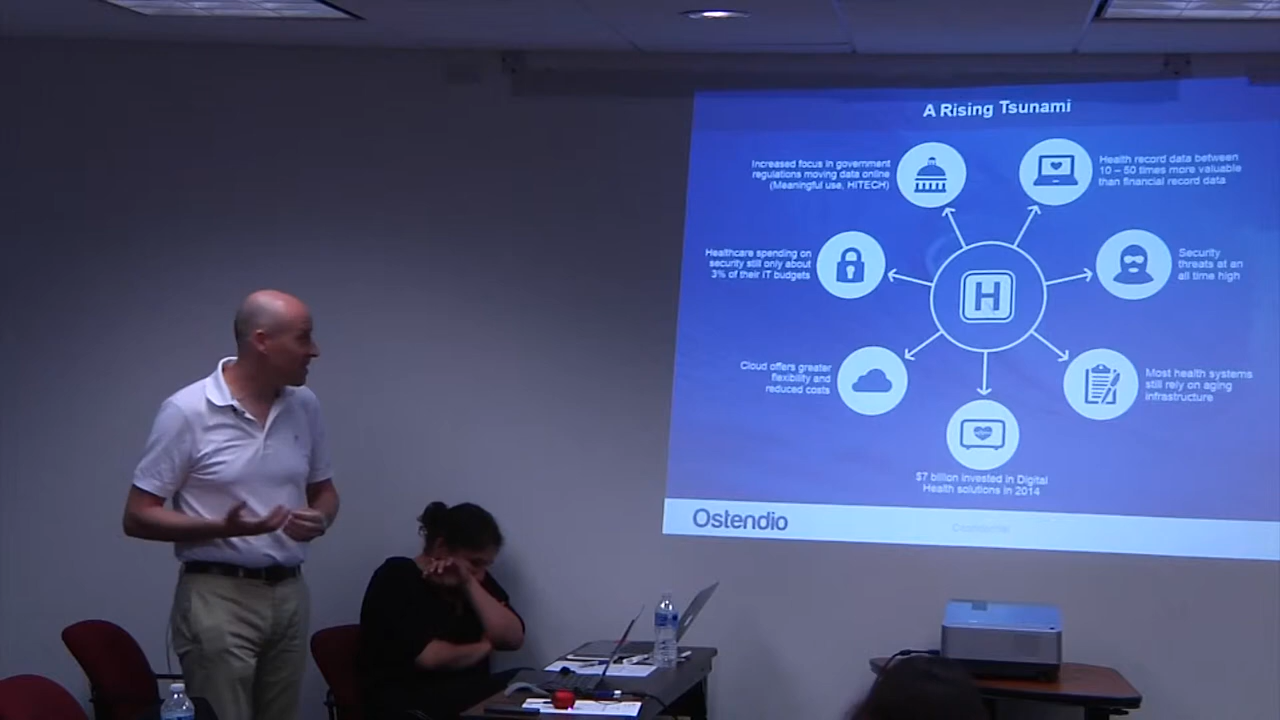 A Rising Tsunami
Increased focus in government
regulations moving data online
(Meaningful use, HITECH)
Health record data between
10 – 50 times more valuable
than financial record data
Healthcare spending on
security still only about
3% of their IT budgets
Security
threats at an
all time high
H
Cloud offers greater
flexibility and
reduced costs
Most health systems
still rely on aging
infrastructure
$7 billion invested in Digital
Health solutions in 2014
Ostendio
Confidential